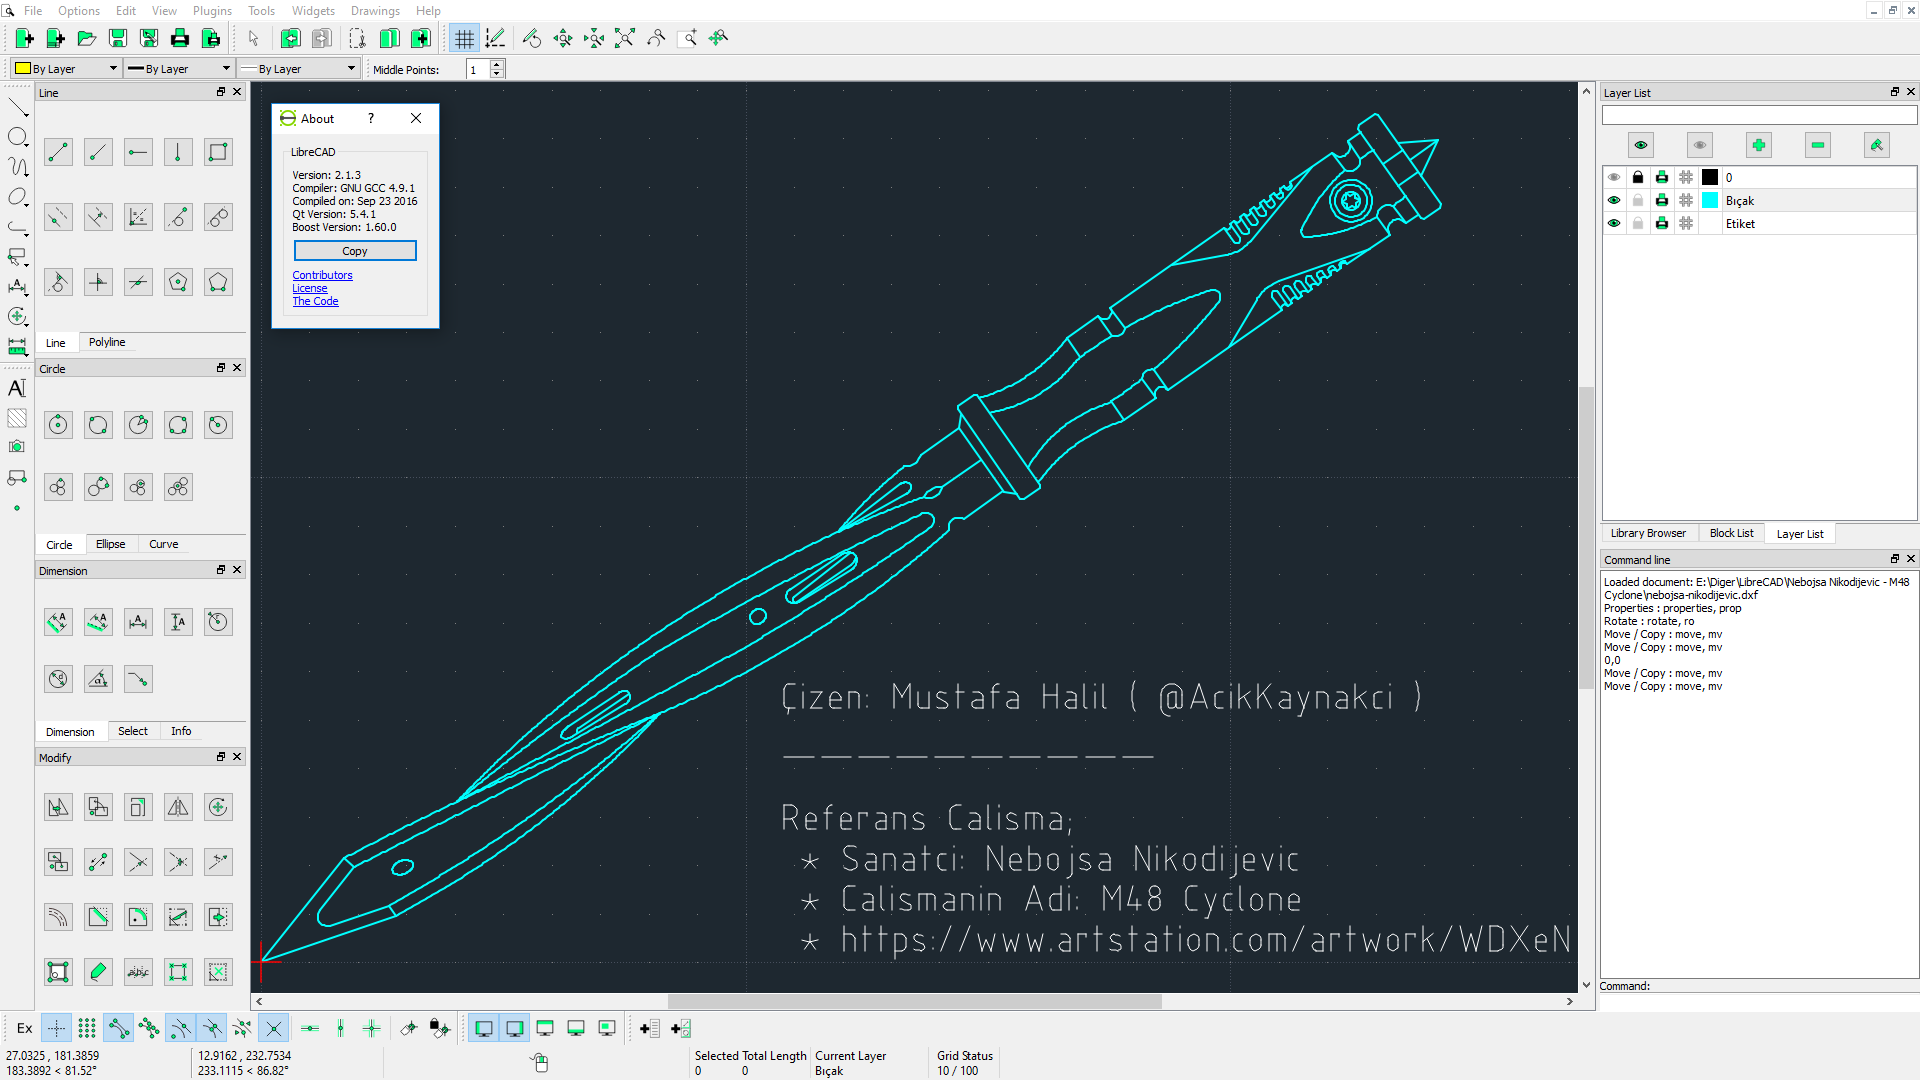 File Options Edit View Plugins Tools Info Widgets Drawings Help
By Layer By Layer By Layer Middle Points: 1
Line
Line Polyline
Circle
Circle Ellipse Curve
Dimension
Dimension Select Info
Modify
About ?
LibreCAD
Version: 2.1.3
Compiler: GNU GCC 4.9.1
Compiled on: Sep 23 2016
Qt Version: 5.4.1
Boost Version: 1.60.0
Copy
Contributors
License
The Code
Çizen: Mustafa Halil ( @AcikKaynakci )
__________
Referans Calisma;
* Sanatci: Nebojsa Nikodijevic
* Calismanin Adi: M48 Cyclone
* https://www.artstation.com/artwork/WDXeN
Layer List
0
Bıçak
Etiket
Library Browser Block List Layer List
Command line
Loaded document: E:\Diger\LibreCAD\Nebojsa Nikodijevic - M48
Cyclone\nebojsa-nikodijevic.dxf
Properties : properties, prop
Rotate : rotate, ro
Move / Copy : move, mv
Move / Copy : move, mv
0,0
Move / Copy : move, mv
Move / Copy : move, mv
Command:
Ex
27.0325 , 181.3859 12.9162 , 232.7534 Selected Total Length Current Layer Grid Status
183.3892 < 81.52° 233.1115 < 86.82° 0 0 Bıçak 10 / 100